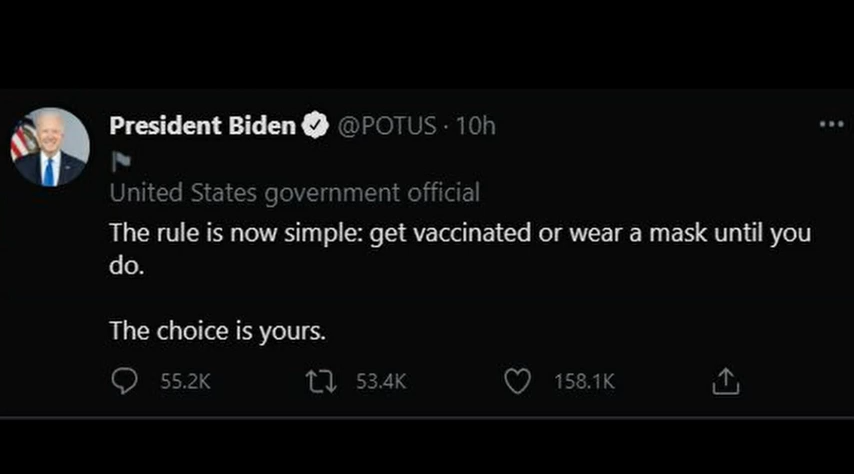 President Biden @POTUS · 10h
United States government official
The rule is now simple: get vaccinated or wear a mask until you
do.
The choice is yours.
55.2K 53.4K 158.1K